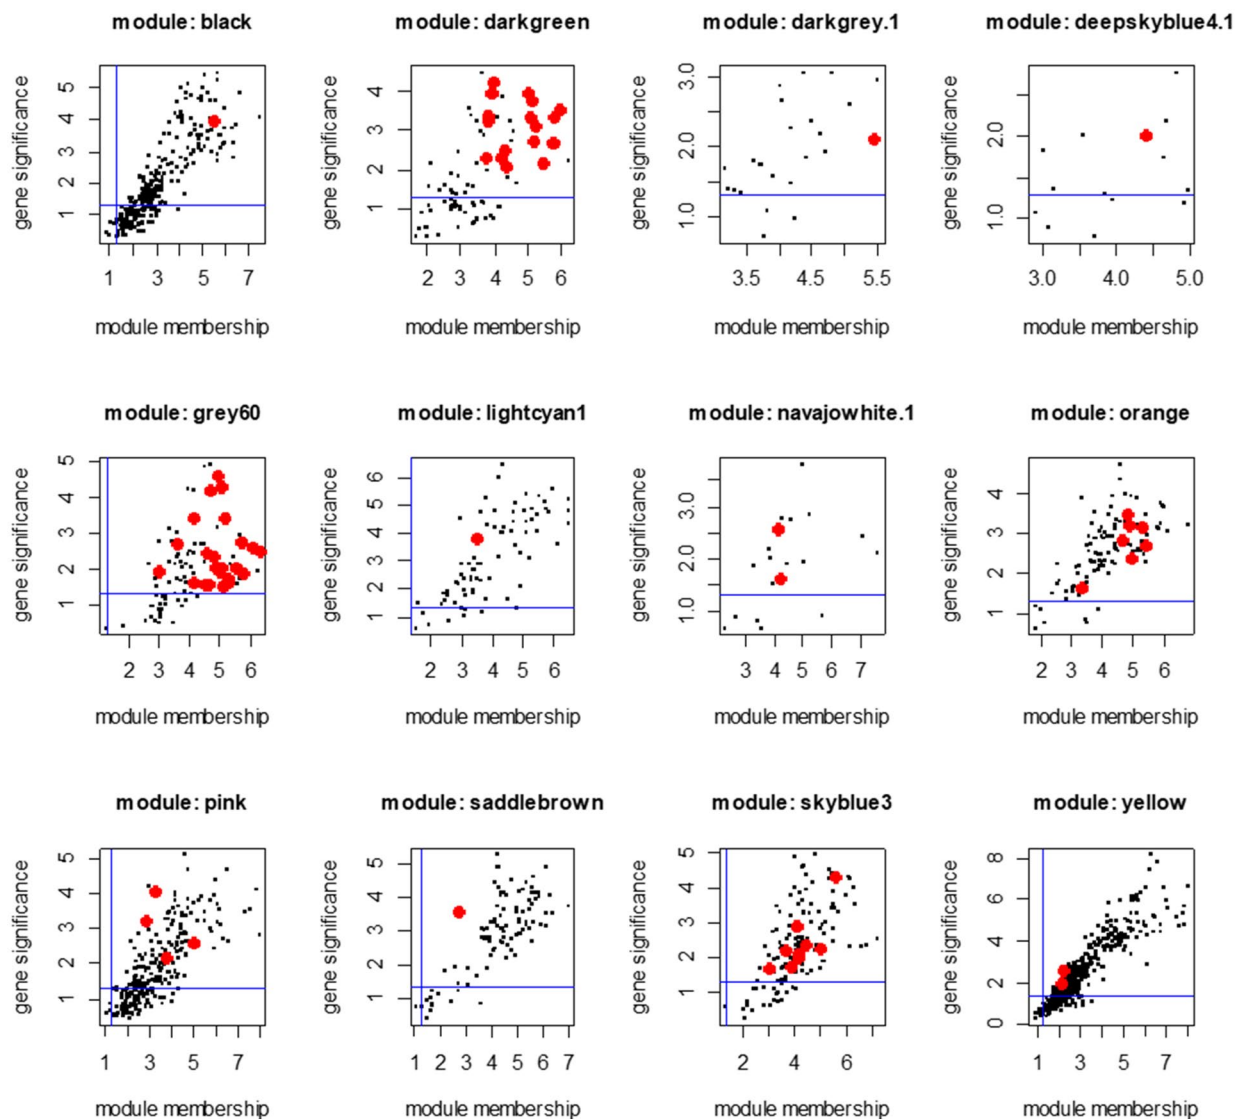 module: black
module: darkgreen
module: darkgrey.1
module: deepskyblue4.1
gene significance
1 2 3 4 5
1 3 5 7
module membership
gene significance
1 2 3 4
2 3 4 5 6
module membership
gene significance
1.0 2.0 3.0
3.5 4.5 5.5
module membership
gene significance
1.0 2.0
3.0 4.0 5.0
module membership
module: grey60
module: lightcyan1
module: navajowhite.1
module: orange
gene significance
1 2 3 4 5
2 3 4 5 6
module membership
gene significance
1 2 3 4 5 6
2 3 4 5 6
module membership
gene significance
1.0 2.0 3.0
3 4 5 6 7
module membership
gene significance
1 2 3 4
2 3 4 5 6
module membership
module: pink
module: saddlebrown
module: skyblue3
module: yellow
gene significance
1 2 3 4 5
1 3 5 7
module membership
gene significance
1 2 3 4 5
1 2 3 4 5 6 7
module membership
gene significance
1 2 3 4 5
2 4 6
module membership
gene significance
0 2 4 6 8
1 3 5 7
module membership